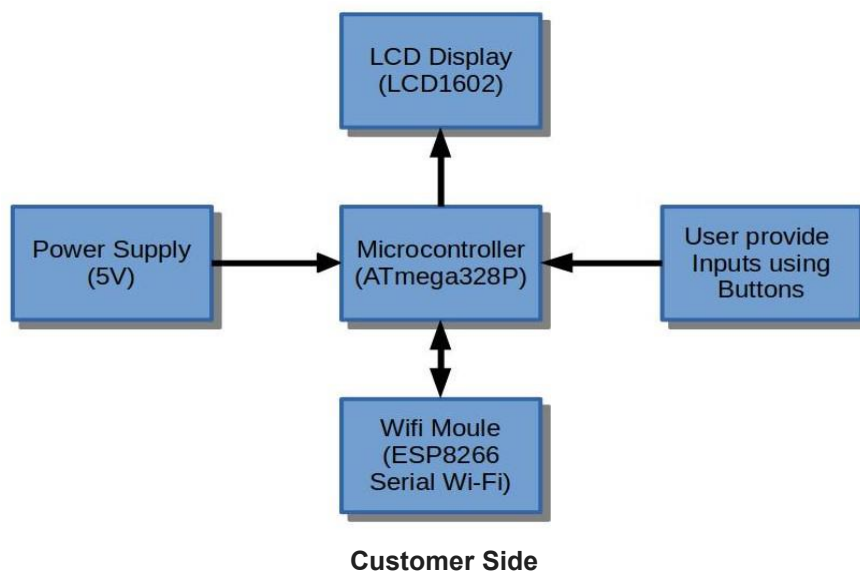 LCD Display
(LCD1602)
Power Supply
(5V)
Microcontroller
(ATmega328P)
User provide
Inputs using
Buttons
Wifi Moule
(ESP8266
Serial Wi-Fi)
Customer Side